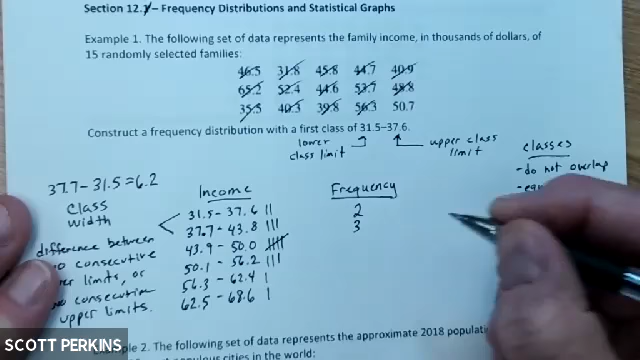 Section 12.1 – Frequency Distributions and Statistical Graphs
Example 1. The following set of data represents the family income, in thousands of dollars, of
15 randomly selected families:
46.5 31.8 45.8 44.7 40.9
65.2 52.4 44.6 53.7 48.8
35.5 40.3 39.8 56.3 50.7
Construct a frequency distribution with a first class of 31.5–37.6.
lower class limit
upper class limit
classes
- do not overlap
37.7 - 31.5 = 6.2
class width
difference between
consecutive
limits, or
upper limits.
Income
Frequency
31.5 - 37.6 ||
2
37.7 - 43.8 |||
3
43.9 - 50.0 ||||
50.1 - 56.2 |||
56.3 - 62.4 |
62.5 - 68.6 |
Example 2. The following set of data represents the approximate 2018
populous cities in the world:
SCOTT PERKINS